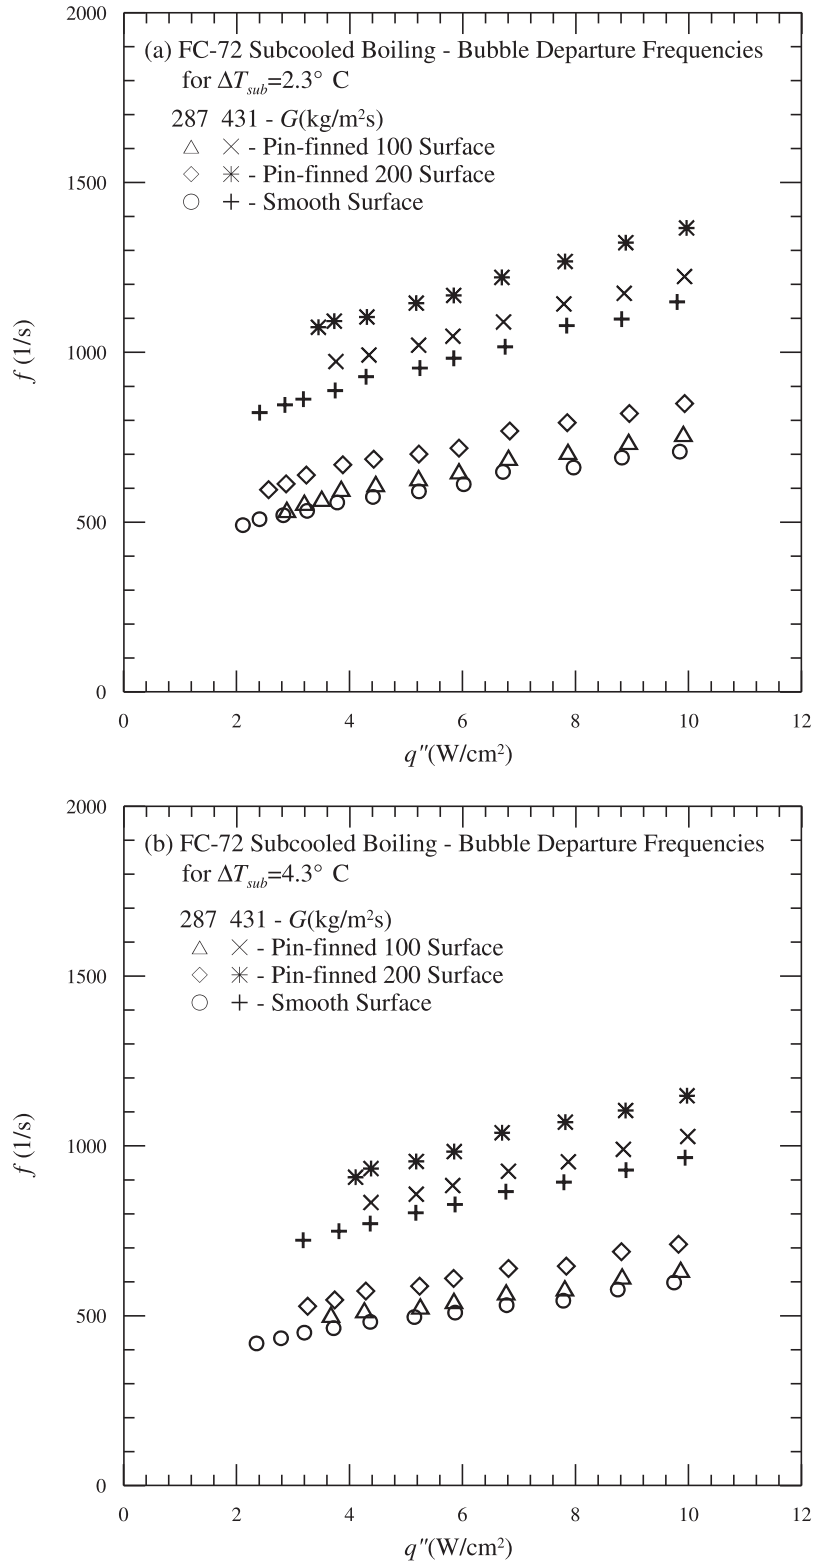 2000
(a) FC-72 Subcooled Boiling - Bubble Departure Frequencies
for ΔTsub=2.3° C
287 431 - G(kg/m²s)
△ × - Pin-finned 100 Surface
◇ ✳ - Pin-finned 200 Surface
○ + - Smooth Surface
1500
f (1/s)
1000
500
0
0 2 4 6 8 10 12
q″(W/cm²)
2000
(b) FC-72 Subcooled Boiling - Bubble Departure Frequencies
for ΔTsub=4.3° C
287 431 - G(kg/m²s)
△ × - Pin-finned 100 Surface
◇ ✳ - Pin-finned 200 Surface
○ + - Smooth Surface
1500
f (1/s)
1000
500
0
0 2 4 6 8 10 12
q″(W/cm²)